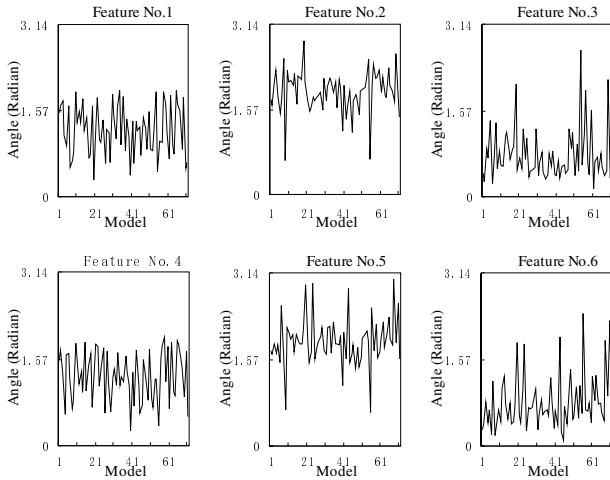 Feature No.1
3.14
1.57
0
Angle (Radian)
1 21 41 61
Model
Feature No.2
3.14
1.57
0
Angle (Radian)
1 21 41 61
Model
Feature No.3
3.14
1.57
0
Angle (Radian)
1 21 41 61
Model
Feature No.4
3.14
1.57
0
Angle (Radian)
1 21 41 61
Model
Feature No.5
3.14
1.57
0
Angle (Radian)
1 21 41 61
Model
Feature No.6
3.14
1.57
0
Angle (Radian)
1 21 41 61
Model